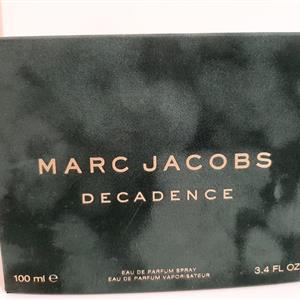 MARC JACOBS
DECADENCE
EAU DE PARFUM SPRAY
100 ml ℮ 3.4 FL OZ
EAU DE PARFUM VAPORISATEUR